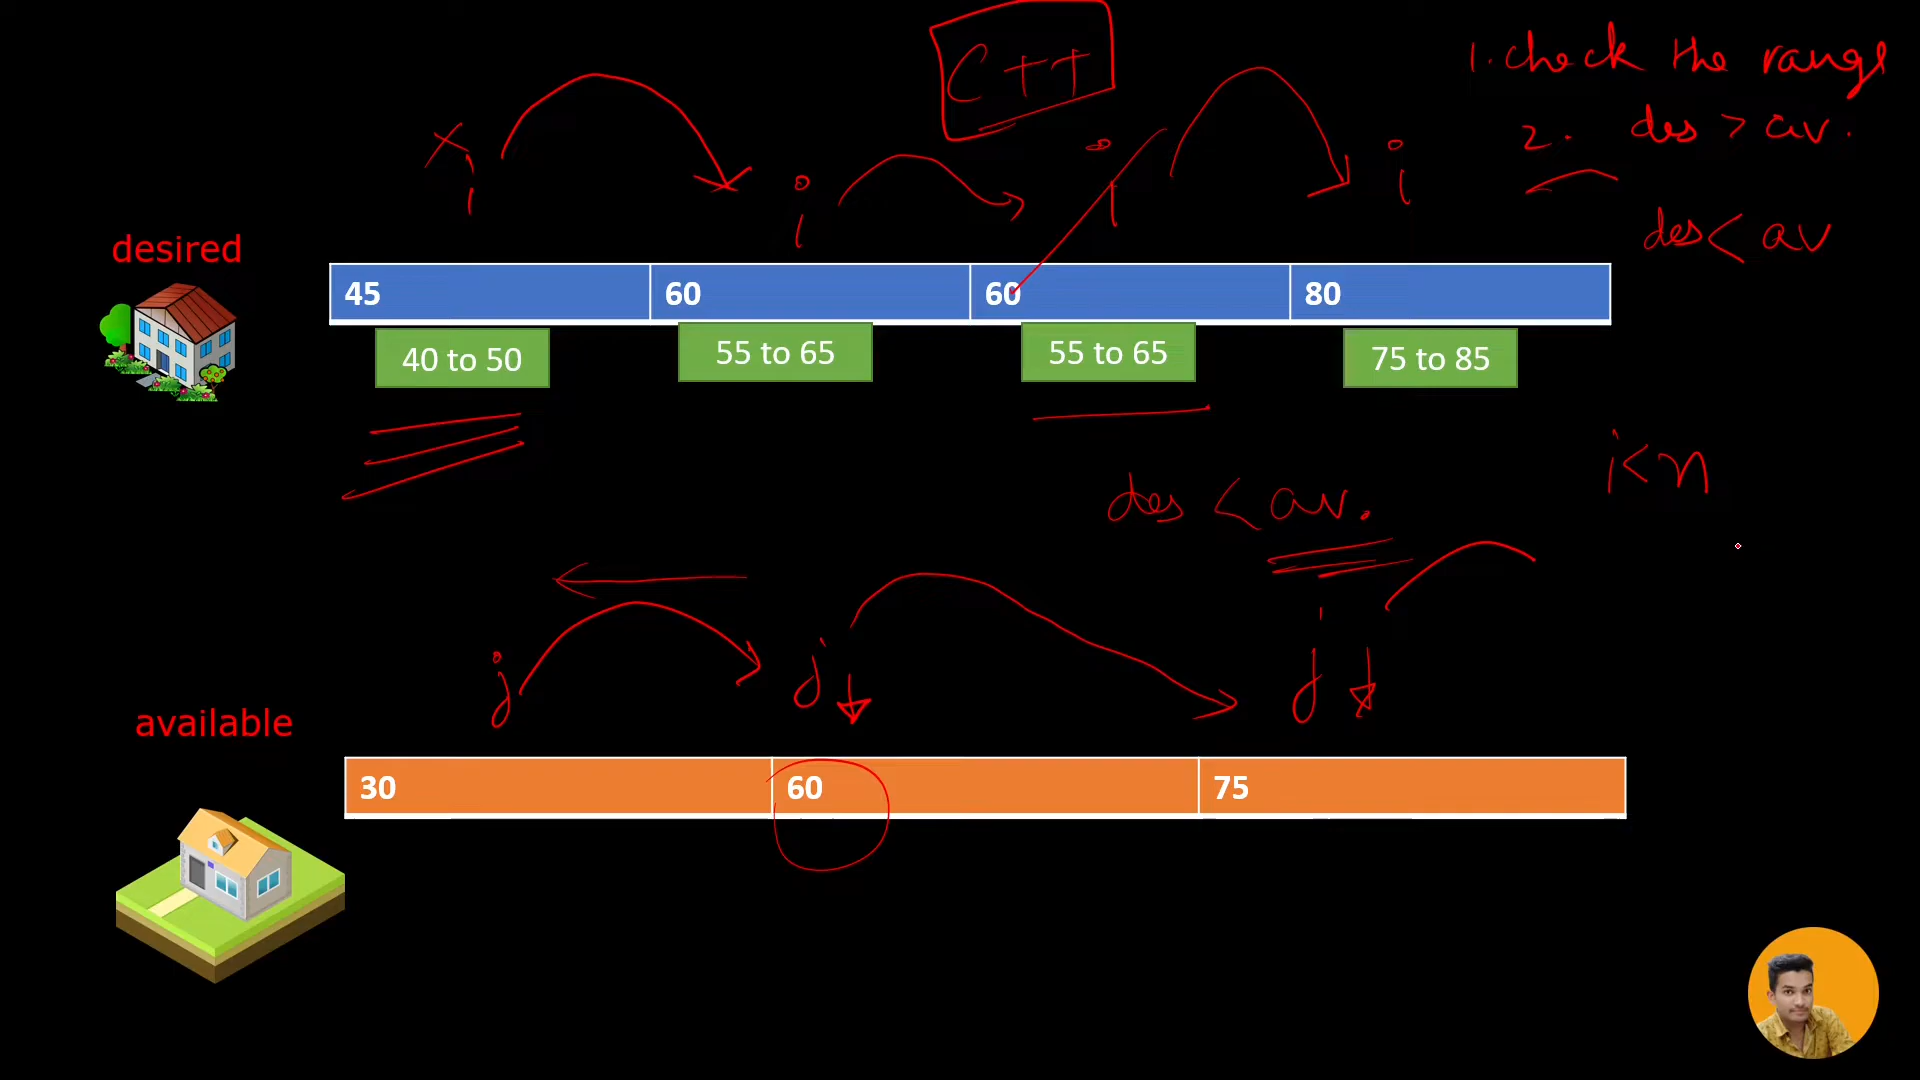 C++
1. check the range
2. des > av.
des < av
x i i i i
desired
45 60 60 80
40 to 50 55 to 65 55 to 65 75 to 85
i<n
des < av.
j j j
available
30 60 75